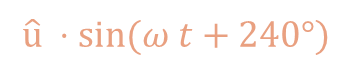 û · sin(ω t + 240°)